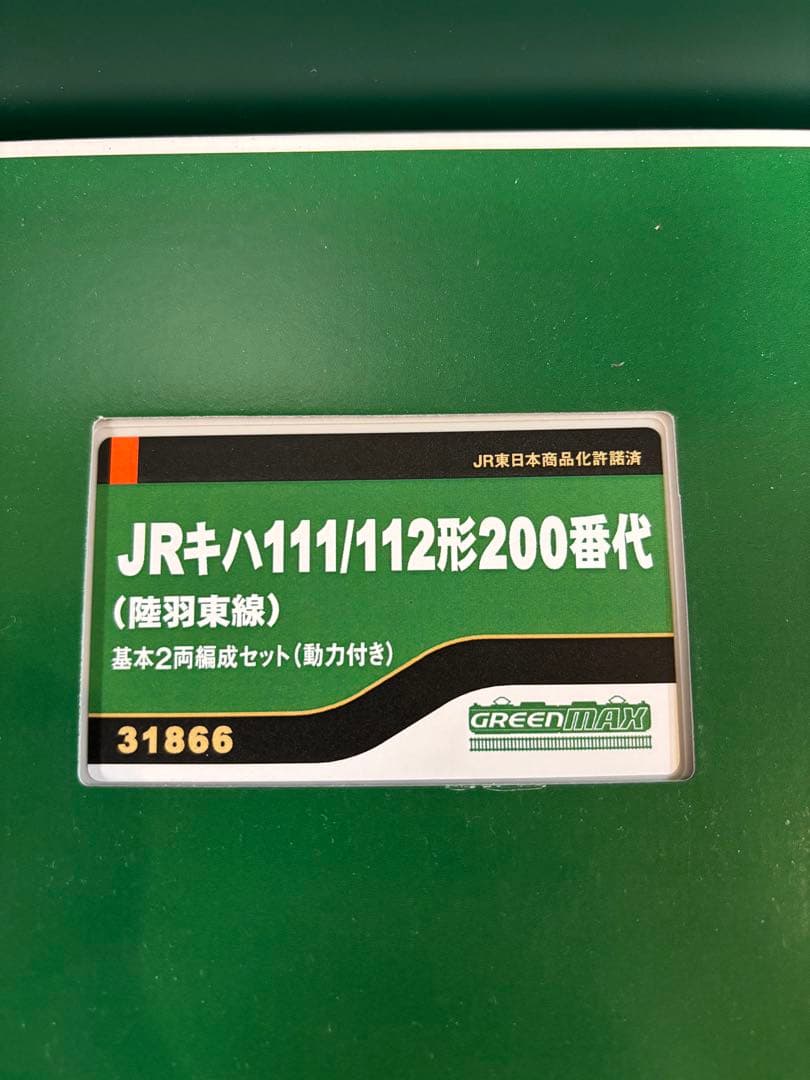 JR東日本商品化許諾済
JRキハ111/112形200番代
(陸羽東線)
基本2両編成セット(動力付き)
31866
GREENMAX